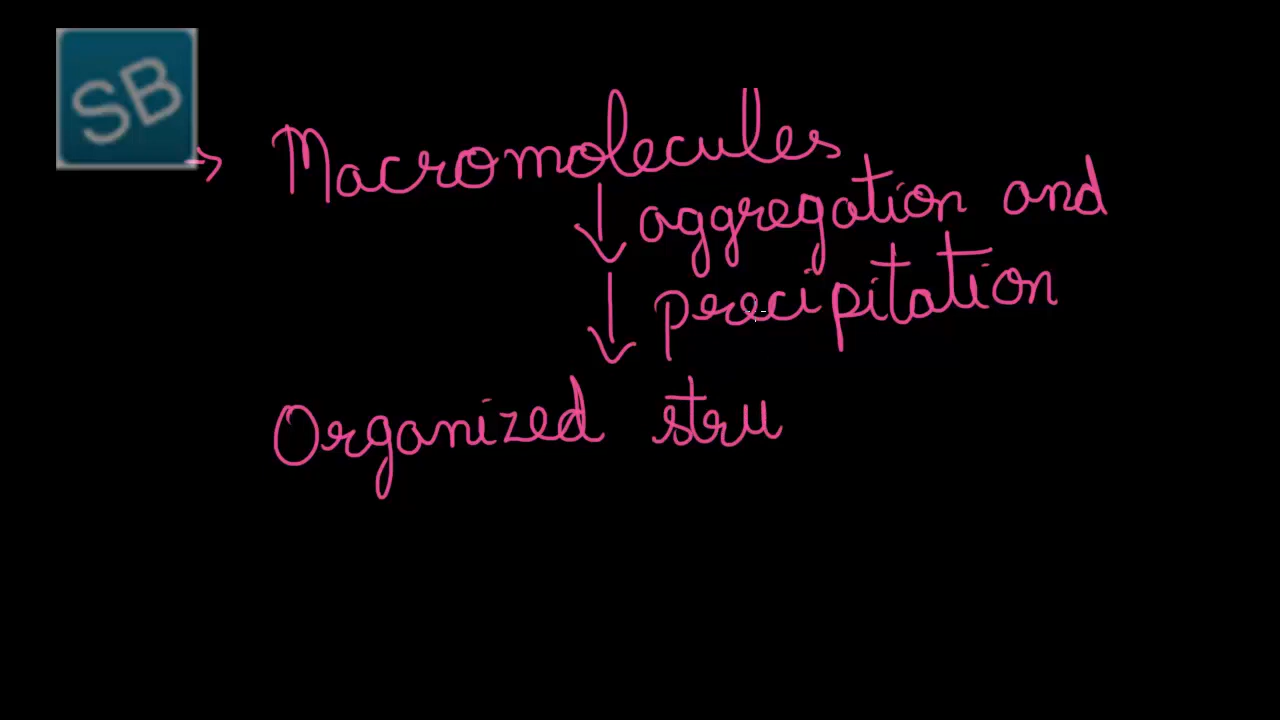 SB
→ Macromolecules
↓ aggregation and
↓ precipitation
Organized stru